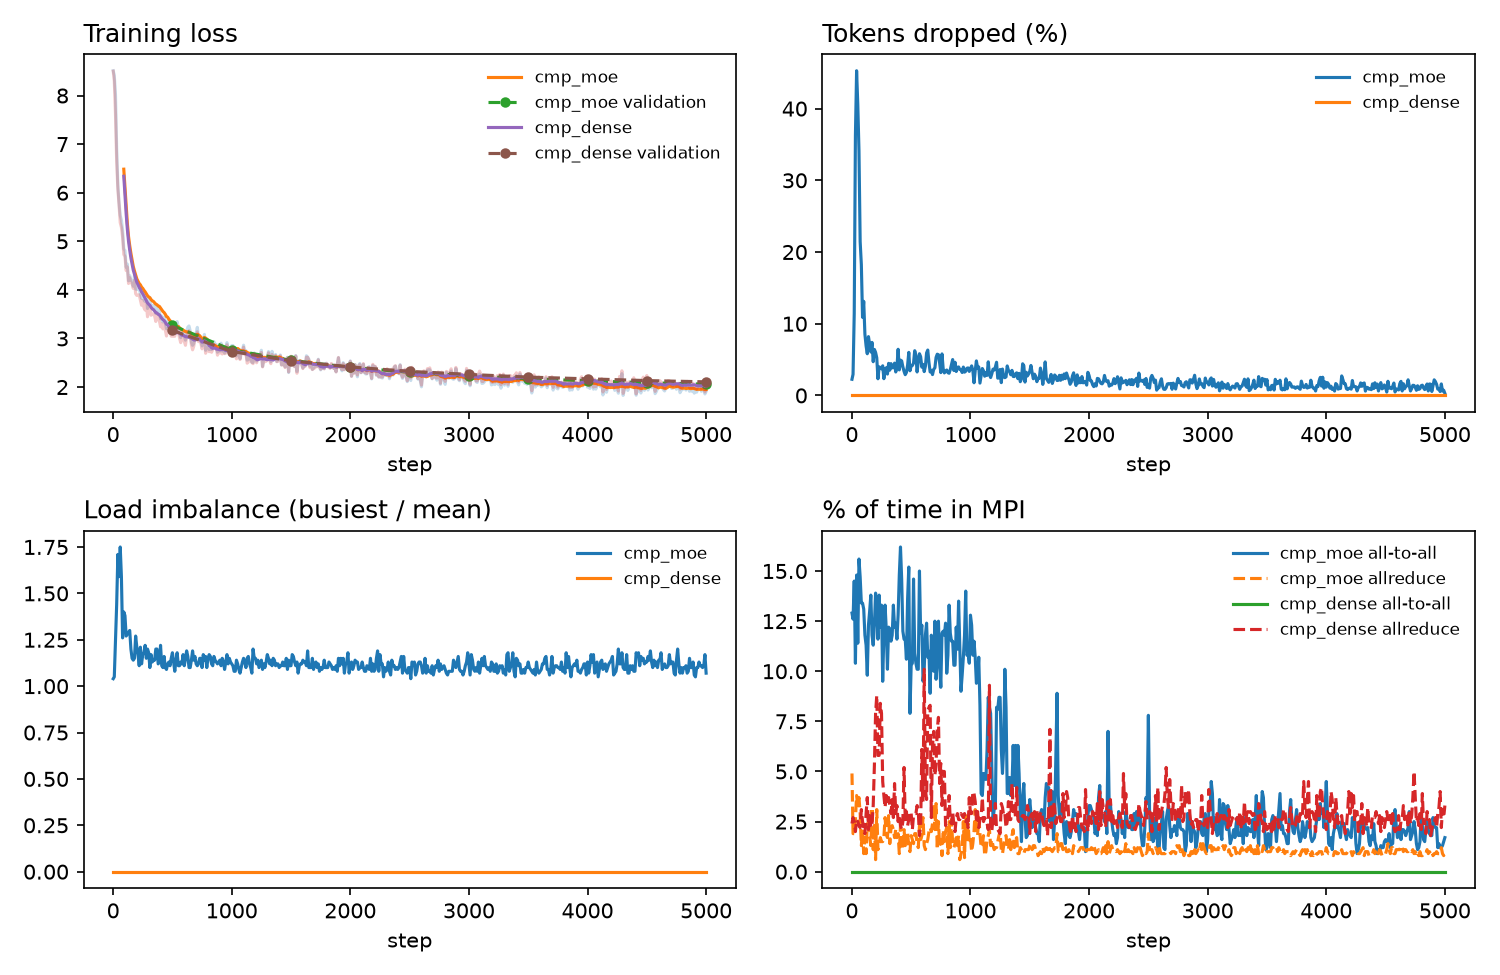 Training loss
8
7
6
5
4
3
2
cmp_moe
cmp_moe validation
cmp_dense
cmp_dense validation
0 1000 2000 3000 4000 5000
step
Tokens dropped (%)
40
30
20
10
0
cmp_moe
cmp_dense
0 1000 2000 3000 4000 5000
step
Load imbalance (busiest / mean)
1.75
1.50
1.25
1.00
0.75
0.50
0.25
0.00
cmp_moe
cmp_dense
0 1000 2000 3000 4000 5000
step
% of time in MPI
15.0
12.5
10.0
7.5
5.0
2.5
0.0
cmp_moe all-to-all
cmp_moe allreduce
cmp_dense all-to-all
cmp_dense allreduce
0 1000 2000 3000 4000 5000
step